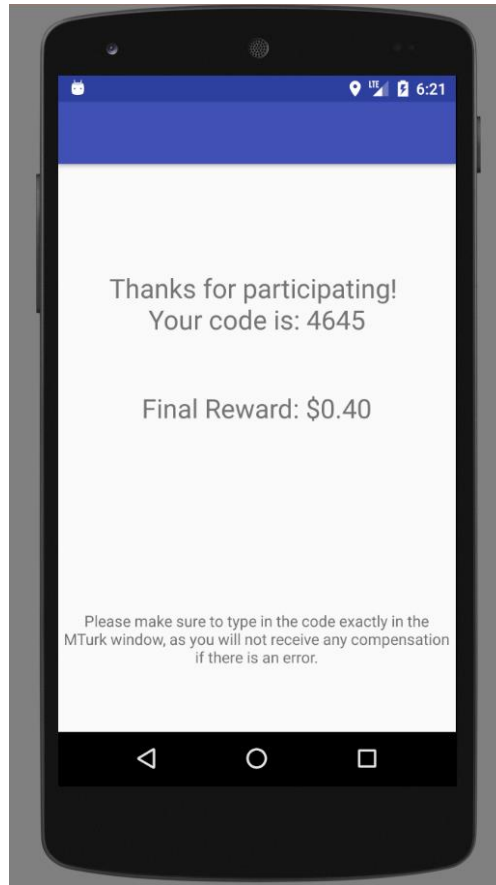 LTE 6:21
Thanks for participating!
Your code is: 4645
Final Reward: $0.40
Please make sure to type in the code exactly in the
MTurk window, as you will not receive any compensation
if there is an error.